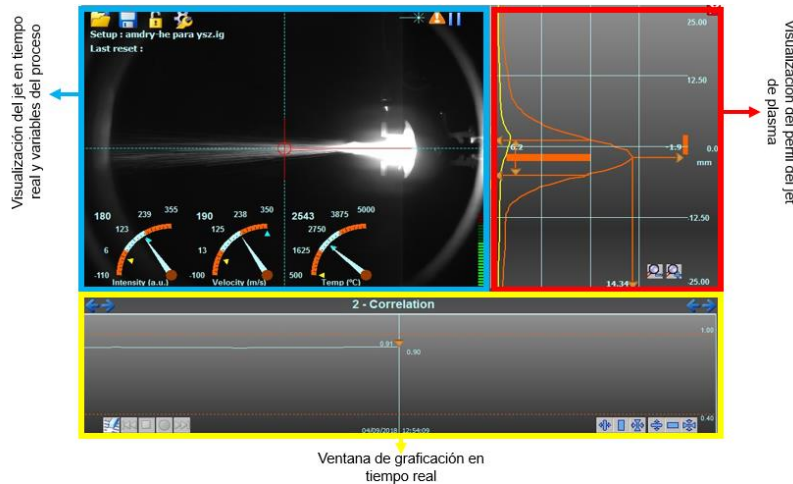 Visualización del jet en tiempo
real y variables del proceso
Setup : amdry-he para ysz.ig
Last reset :
180 239 355
123
6
-110
Intensity (a.u.)
190 238 350
125
13
-100
Velocity (m/s)
2543 3875 5000
2750
1625
500
Temp (ºC)
25.00
12.50
6.2
-1.9
0.0
mm
-12.50
14.34
-25.00
Visualización del perfil del jet
de plasma
2 - Correlation
1.00
0.91
0.90
0.40
04/09/2018 12:54:09
Ventana de graficación en
tiempo real